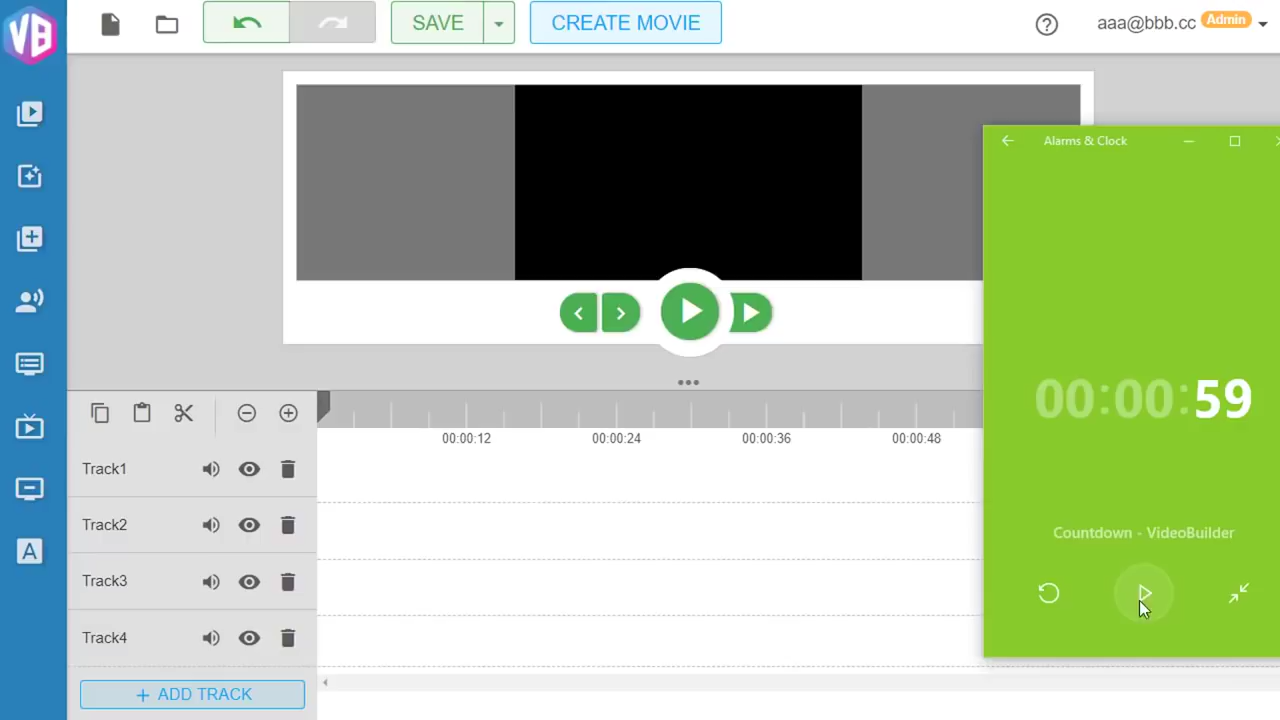 VB
SAVE
CREATE MOVIE
aaa@bbb.cc Admin
Alarms & Clock
00:00:59
Countdown - VideoBuilder
00:00:12 00:00:24 00:00:36 00:00:48
Track1
Track2
Track3
Track4
A
+ ADD TRACK